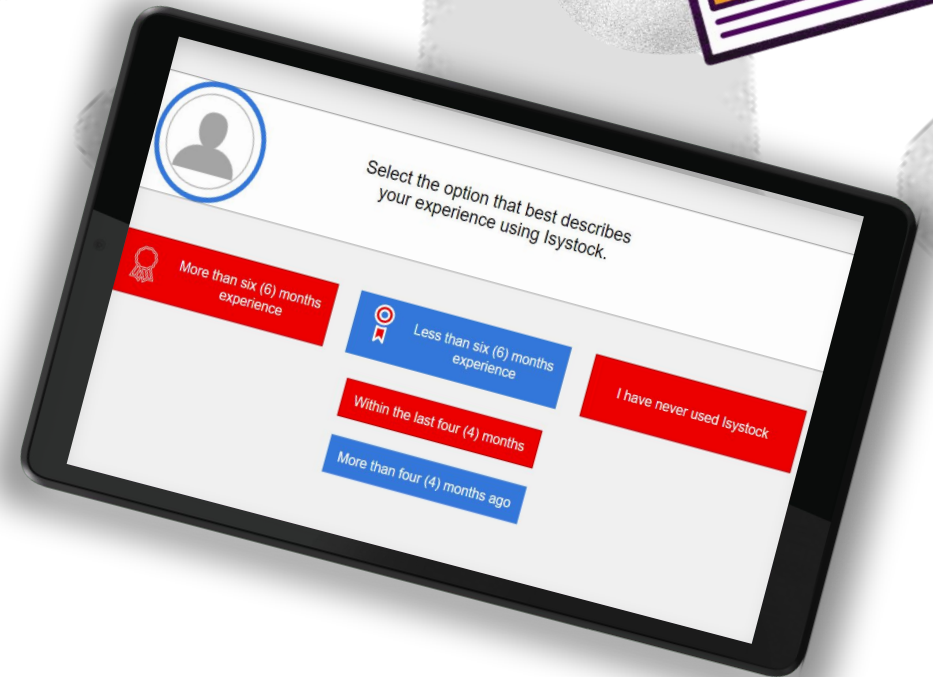 Select the option that best describes
your experience using Isystock.
More than six (6) months
experience
Less than six (6) months
experience
I have never used Isystock
Within the last four (4) months
More than four (4) months ago